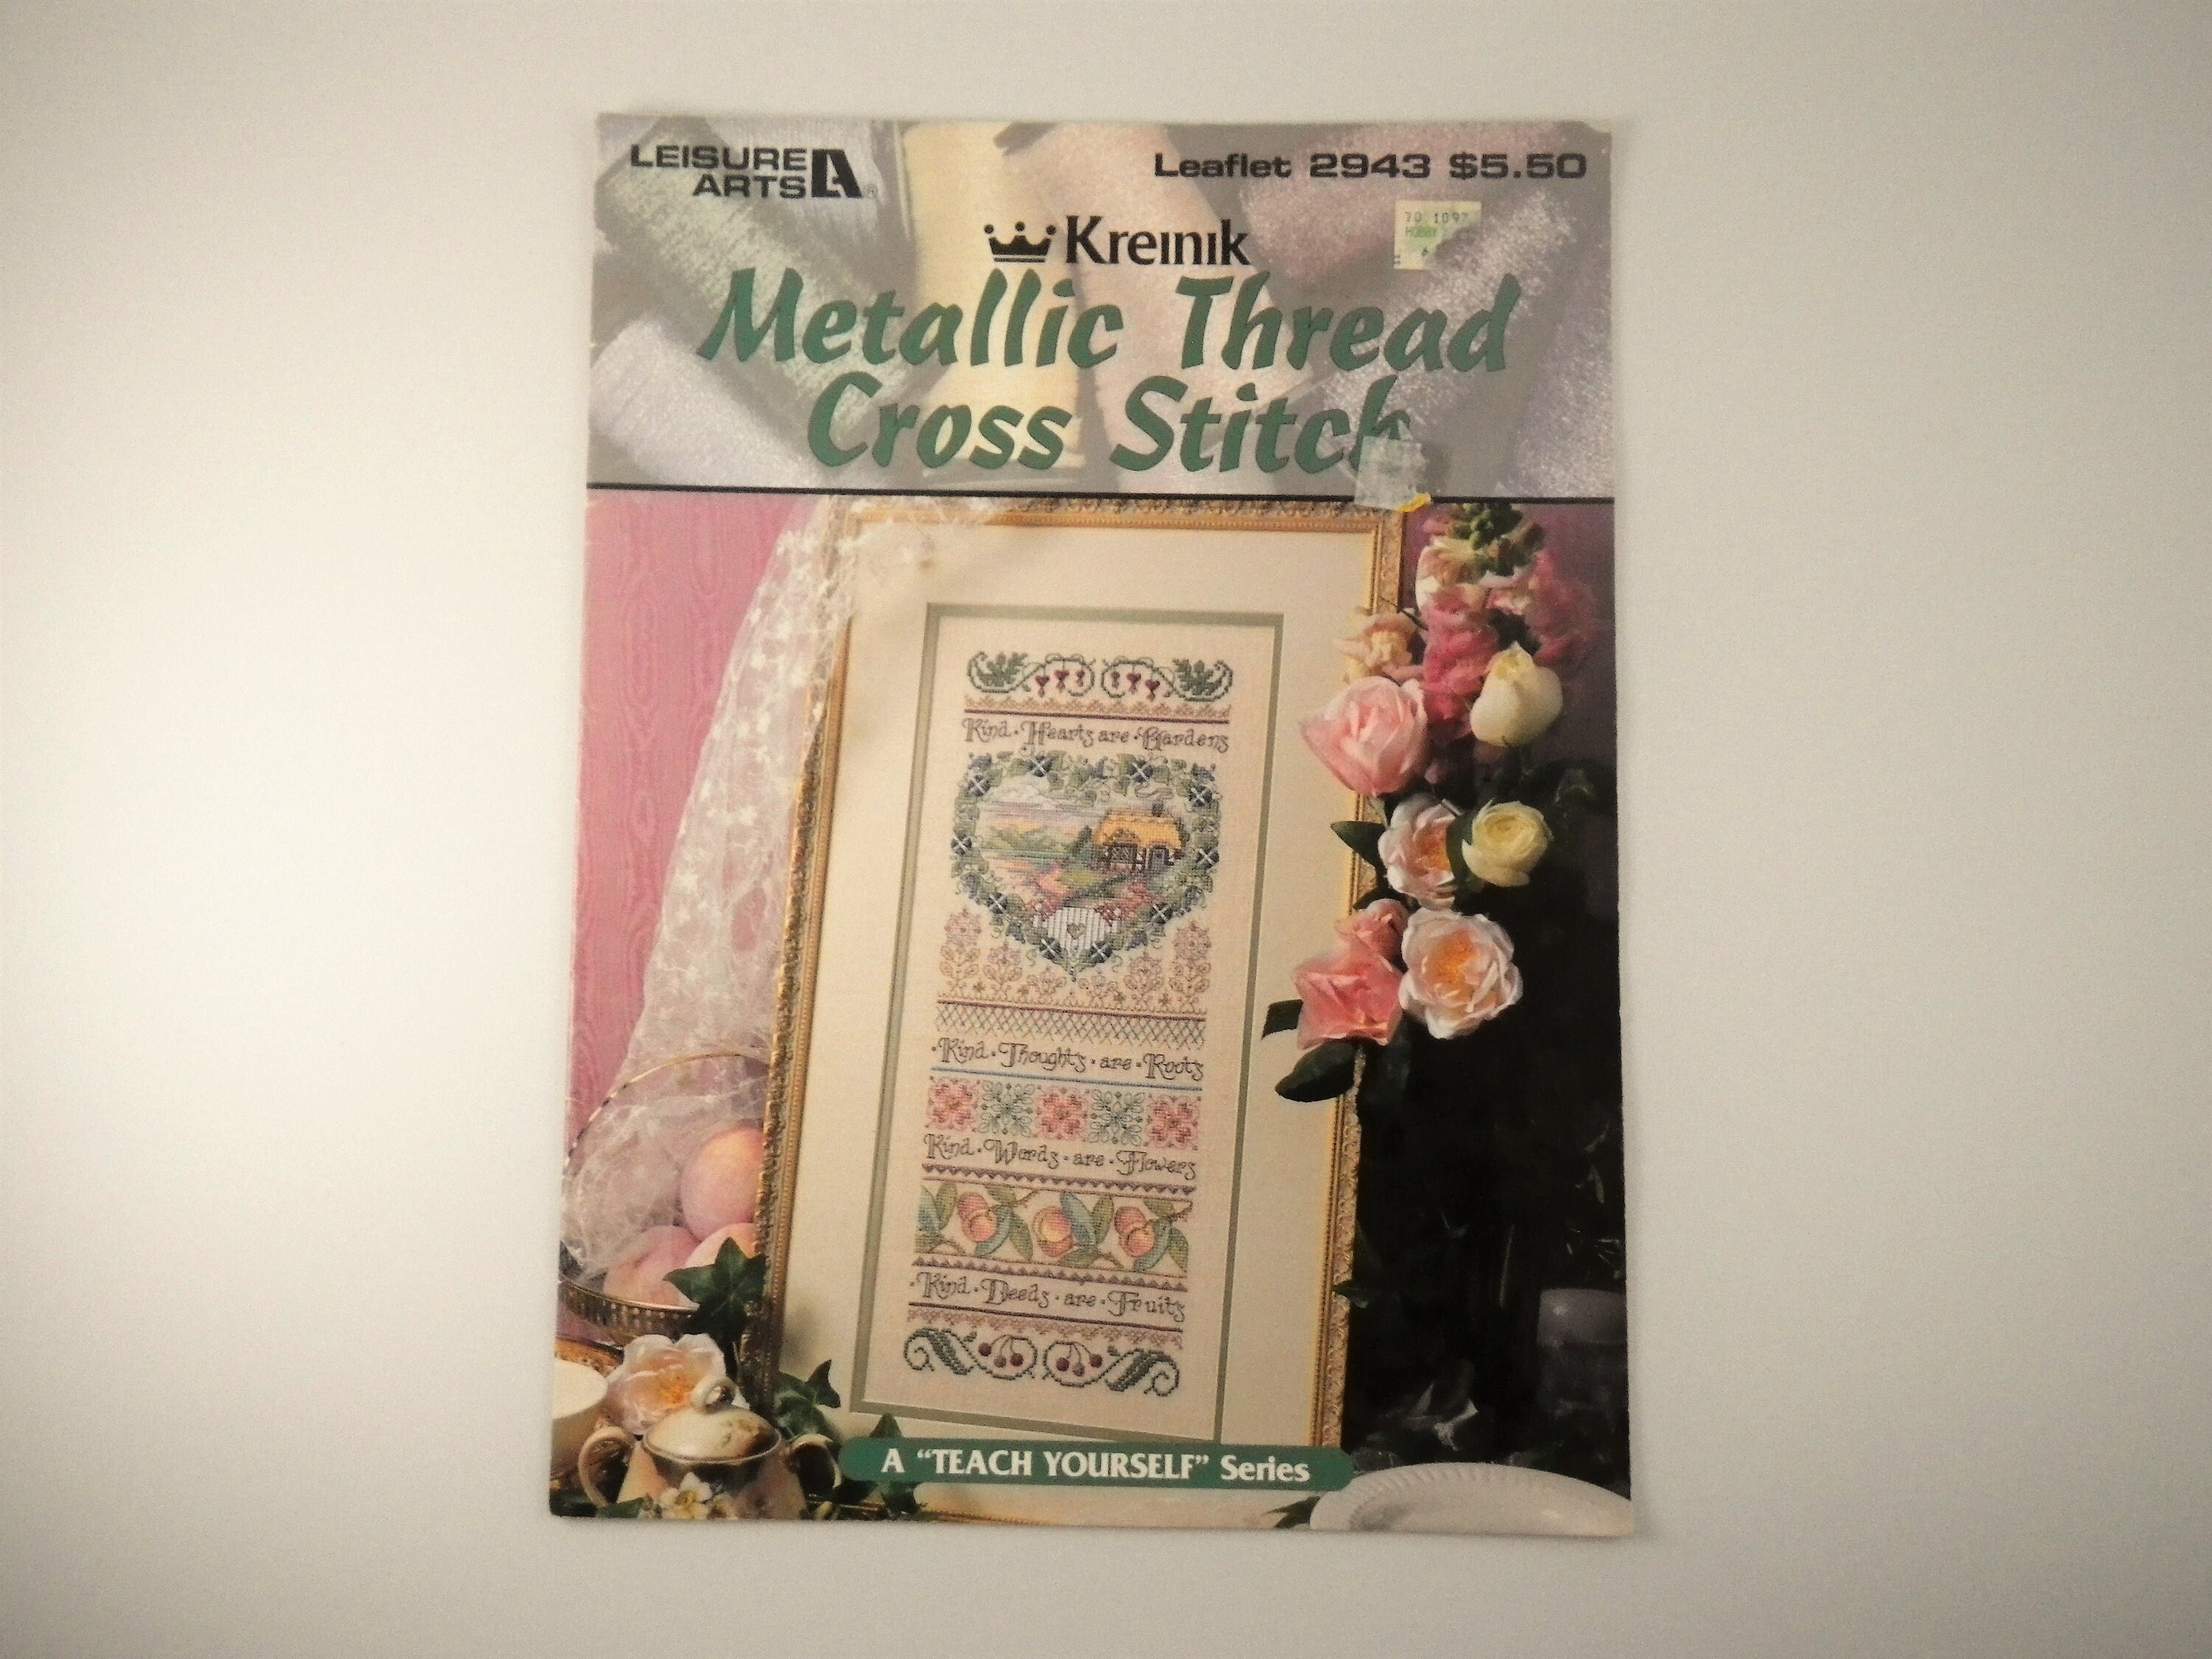 LEISURE
ARTS
Leaflet 2943 $5.50
Kreinik
Metallic Thread
Cross Stitch
Kind · Hearts are · Gardens
· Kind · Thoughts · are · Roots
Kind · Words · are · Flowers
· Kind · Deeds · are · Fruits
A “TEACH YOURSELF” Series